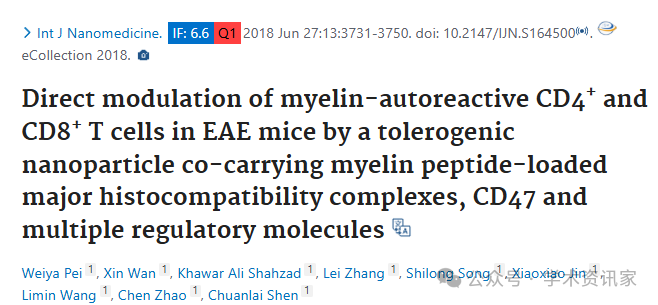 Int J Nanomedicine. IF: 6.6 Q1 2018 Jun 27:13:3731-3750. doi: 10.2147/IJN.S164500.
eCollection 2018.
Direct modulation of myelin-autoreactive CD4⁺ and
CD8⁺ T cells in EAE mice by a tolerogenic
nanoparticle co-carrying myelin peptide-loaded
major histocompatibility complexes, CD47 and
multiple regulatory molecules
Weiya Pei 1, Xin Wan 1, Khawar Ali Shahzad 1, Lei Zhang 1, Shilong Song 1, Xiaoxiao Jin 1,
Limin Wang 1, Chen Zhao 1, Chuanlai Shen 1
公众号 · 学术资讯家